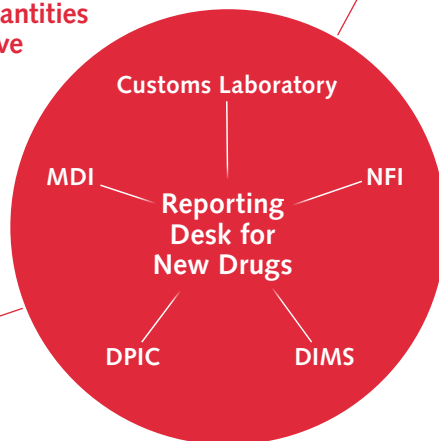 antities
ve
Customs Laboratory
MDI
NFI
Reporting
Desk for
New Drugs
DPIC
DIMS